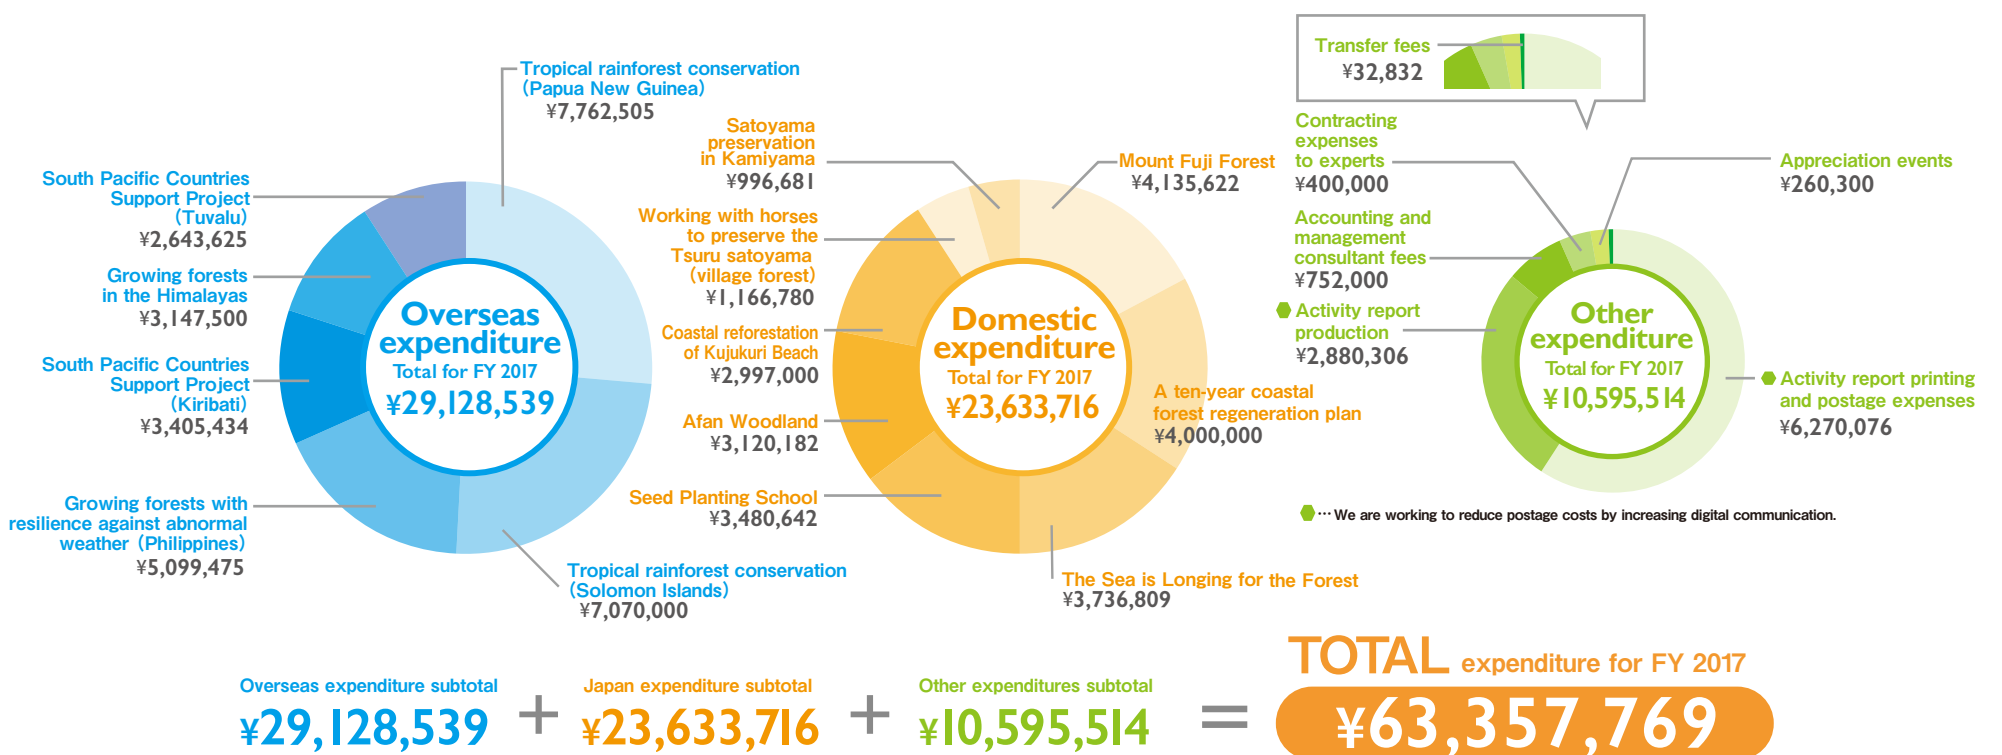 Tropical rainforest conservation
(Papua New Guinea)
¥7,762,505
South Pacific Countries
Support Project
(Tuvalu)
¥2,643,625
Growing forests
in the Himalayas
¥3,147,500
South Pacific Countries
Support Project
(Kiribati)
¥3,405,434
Growing forests with
resilience against abnormal
weather (Philippines)
¥5,099,475
Tropical rainforest conservation
(Solomon Islands)
¥7,070,000
Overseas
expenditure
Total for FY 2017
¥29,128,539
Satoyama
preservation
in Kamiyama
¥996,681
Working with horses
to preserve the
Tsuru satoyama
(village forest)
¥1,166,780
Coastal reforestation
of Kujukuri Beach
¥2,997,000
Afan Woodland
¥3,120,182
Seed Planting School
¥3,480,642
Mount Fuji Forest
¥4,135,622
A ten-year coastal
forest regeneration plan
¥4,000,000
The Sea is Longing for the Forest
¥3,736,809
Domestic
expenditure
Total for FY 2017
¥23,633,716
Transfer fees
¥32,832
Contracting
expenses
to experts
¥400,000
Accounting and
management
consultant fees
¥752,000
Activity report
production
¥2,880,306
Appreciation events
¥260,300
Activity report printing
and postage expenses
¥6,270,076
Other
expenditure
Total for FY 2017
¥10,595,514
… We are working to reduce postage costs by increasing digital communication.
Overseas expenditure subtotal
¥29,128,539
+
Japan expenditure subtotal
¥23,633,716
+
Other expenditures subtotal
¥10,595,514
=
TOTAL expenditure for FY 2017
¥63,357,769